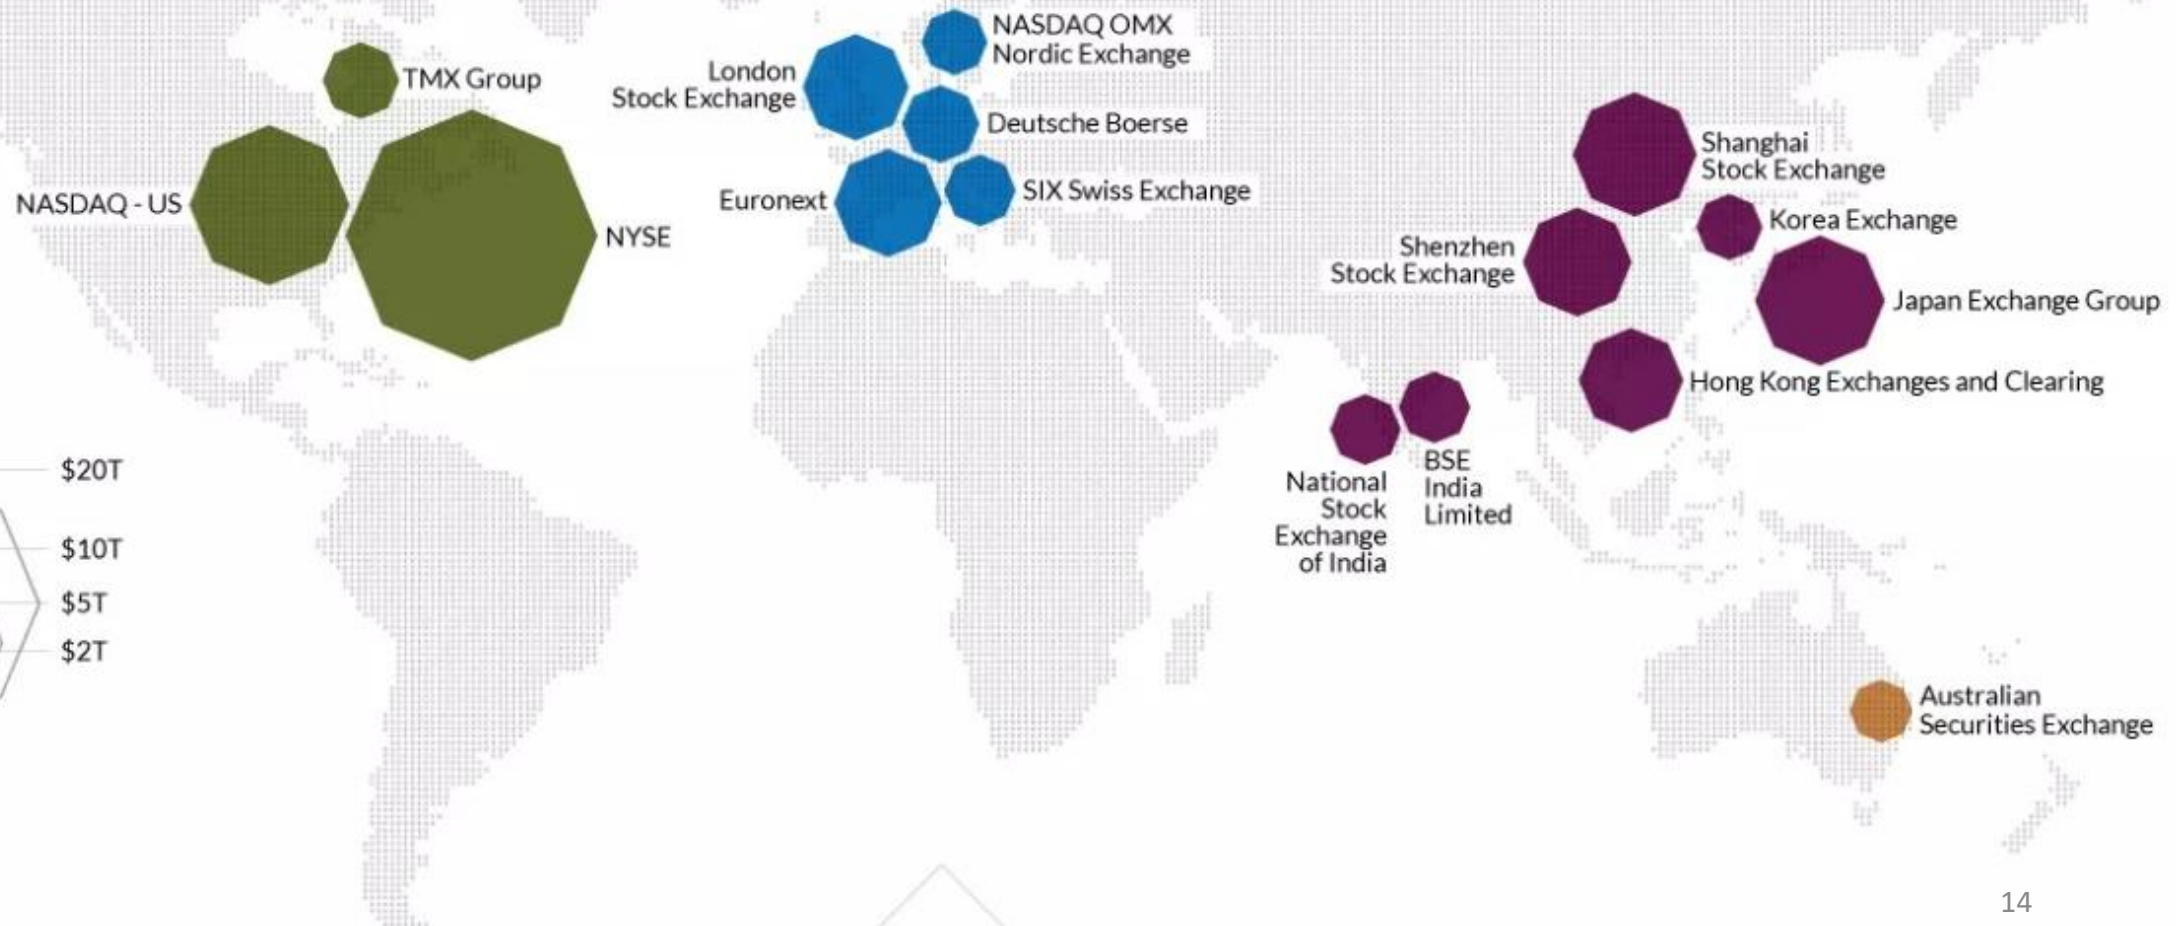 NASDAQ OMX
Nordic Exchange
London
Stock Exchange
TMX Group
Deutsche Boerse
Euronext
SIX Swiss Exchange
NASDAQ - US
NYSE
Shanghai
Stock Exchange
Korea Exchange
Shenzhen
Stock Exchange
Japan Exchange Group
Hong Kong Exchanges and Clearing
National
Stock
Exchange
of India
BSE
India
Limited
$20T
$10T
$5T
$2T
Australian
Securities Exchange
14